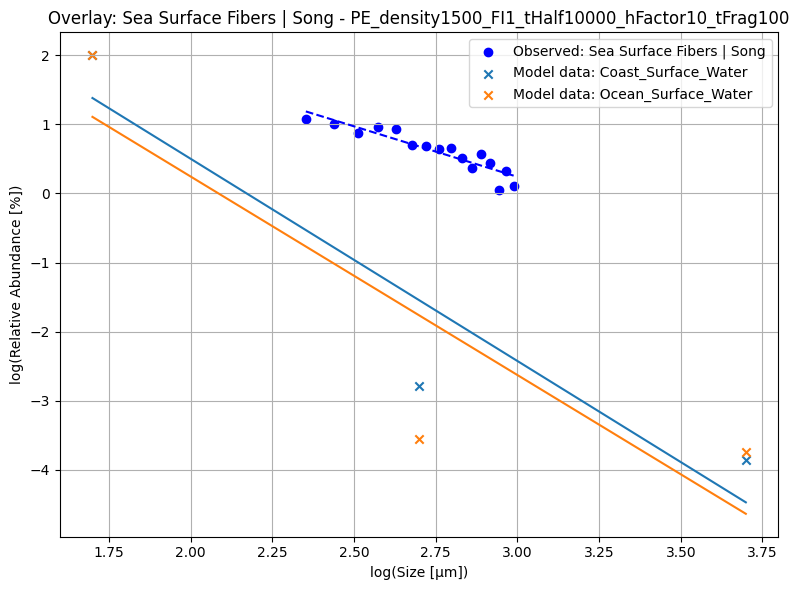 Overlay: Sea Surface Fibers | Song - PE_density1500_FI1_tHalf10000_hFactor10_tFrag100
Observed: Sea Surface Fibers | Song
Model data: Coast_Surface_Water
Model data: Ocean_Surface_Water
log(Relative Abundance [%])
2
1
0
−1
−2
−3
−4
1.75 2.00 2.25 2.50 2.75 3.00 3.25 3.50 3.75
log(Size [µm])